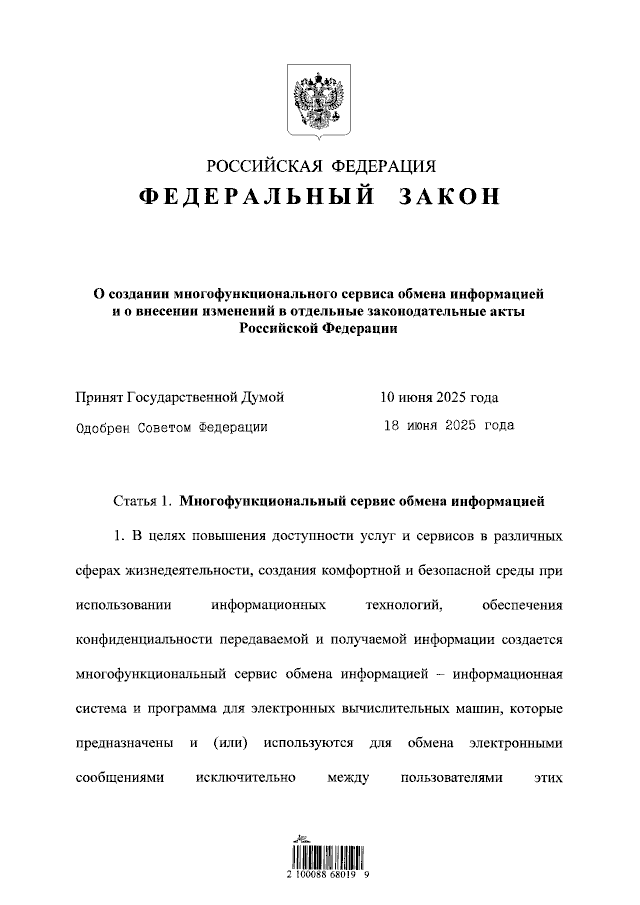 РОССИЙСКАЯ ФЕДЕРАЦИЯ
ФЕДЕРАЛЬНЫЙ ЗАКОН
О создании многофункционального сервиса обмена информацией
и о внесении изменений в отдельные законодательные акты
Российской Федерации
Принят Государственной Думой 10 июня 2025 года
Одобрен Советом Федерации 18 июня 2025 года
Статья 1. Многофункциональный сервис обмена информацией
1. В целях повышения доступности услуг и сервисов в различных
сферах жизнедеятельности, создания комфортной и безопасной среды при
использовании информационных технологий, обеспечения
конфиденциальности передаваемой и получаемой информации создается
многофункциональный сервис обмена информацией – информационная
система и программа для электронных вычислительных машин, которые
предназначены и (или) используются для обмена электронными
сообщениями исключительно между пользователями этих
2 100088 68019 9